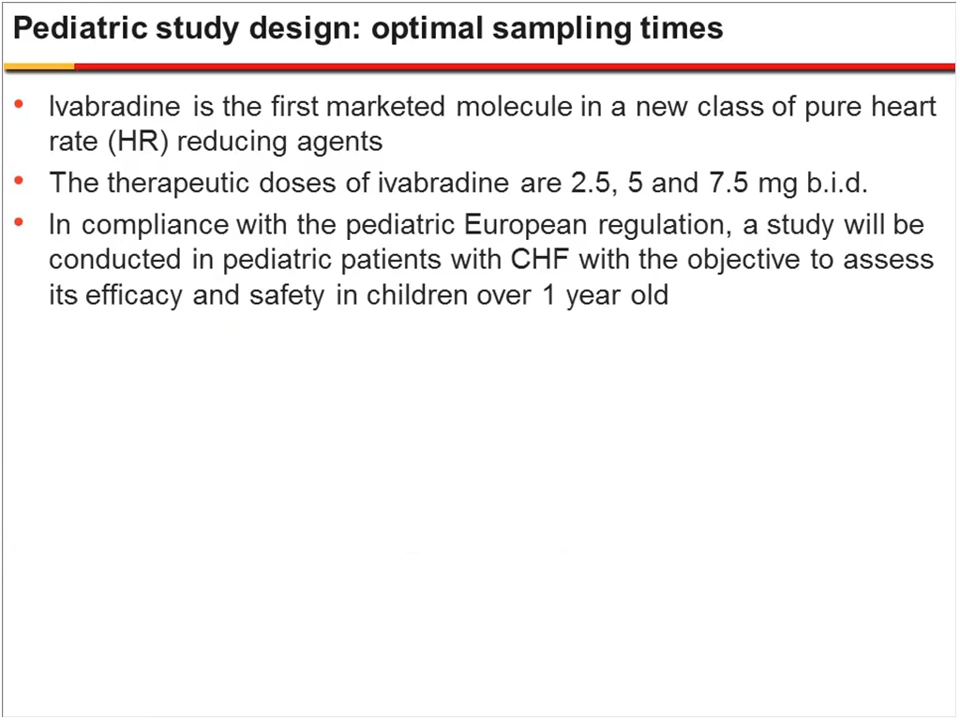 Pediatric study design: optimal sampling times
• Ivabradine is the first marketed molecule in a new class of pure heart
rate (HR) reducing agents
• The therapeutic doses of ivabradine are 2.5, 5 and 7.5 mg b.i.d.
• In compliance with the pediatric European regulation, a study will be
conducted in pediatric patients with CHF with the objective to assess
its efficacy and safety in children over 1 year old